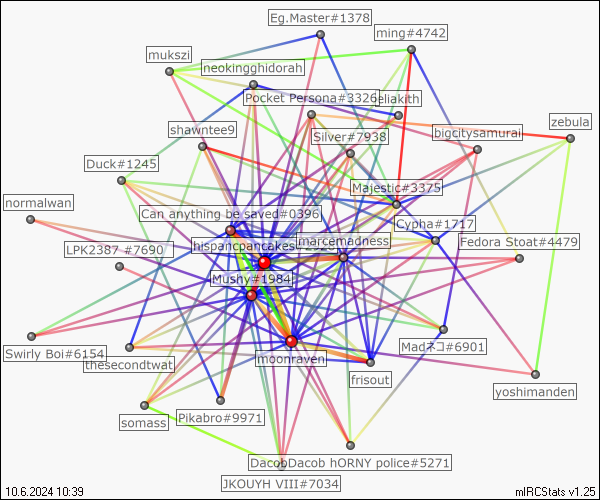 Eg.Master#1378
ming#4742
mukszi
neokingghidorah
Pocket Persona#3326
eliakith
zebula
shawntee9
Silver#7938
bigcitysamurai
Duck#1245
Majestic#3375
normalwan
Can anything be saved#0396
Cypha#1717
LPK2387 #7690
hispancpancakes
marcemadness
Fedora Stoat#4479
Mushy#1984
Swirly Boi#6154
thesecondtwat
moonraven
Madネコ#6901
frisout
yoshimanden
somass
Pikabro#9971
DacobDacob hORNY police#5271
JKOUYH VIII#7034
10.6.2024 10:39
mIRCStats v1.25